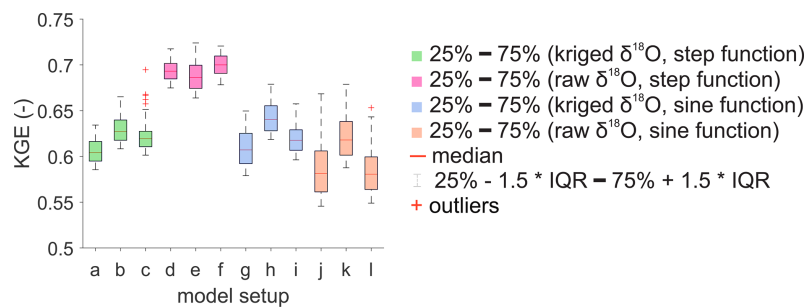 0.75
0.7
0.65
0.6
0.55
0.5
KGE (-)
a b c d e f g h i j k l
model setup
25% – 75% (kriged δ¹⁸O, step function)
25% – 75% (raw δ¹⁸O, step function)
25% – 75% (kriged δ¹⁸O, sine function)
25% – 75% (raw δ¹⁸O, sine function)
median
25% - 1.5 * IQR – 75% + 1.5 * IQR
outliers